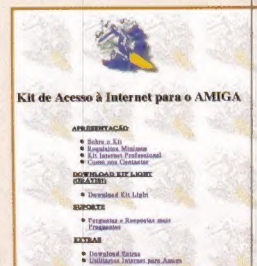 Kit de Acesso à Internet para o AMIGA
APRESENTAÇÃO
Sobre o Kit
Requisitos Mínimos
Kit Internet Professional
Como nos Contactar
DOWNLOAD KIT LIGHT
(GRATIS!)
Download Kit Light
SUPORTE
Perguntas e Respostas mais
Frequentes
EXTRAS
Download Extras
Utilitários Internet para Amiga